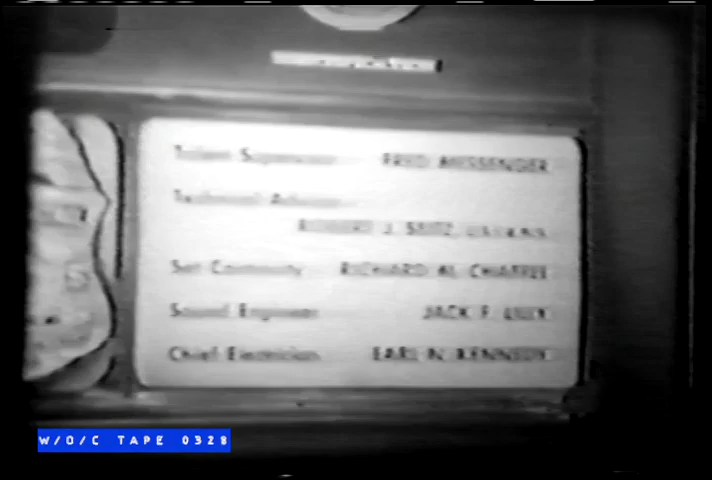 Talent Supervisor FRED MESSENGER
Technical Advisor
ROBERT J. SEITZ
Set Continuity RICHARD M. CHAFFEE
Sound Engineer JACK F. LILLY
Chief Electrician EARL N. KENNEDY
W/O/C TAPE 0328